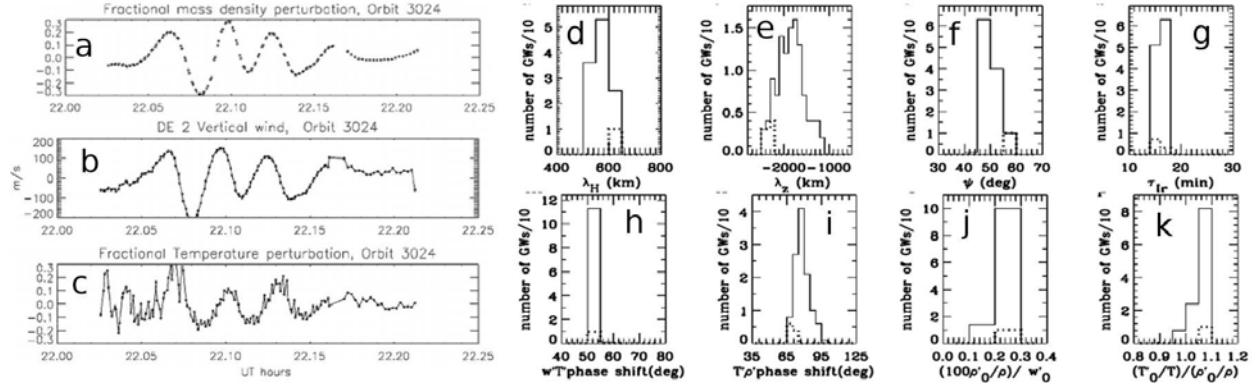 Fractional mass density perturbation, Orbit 3024
a
0.3
0.2
0.1
0.0
-0.1
-0.2
-0.3
22.00 22.05 22.10 22.15 22.20 22.25
DE 2 Vertical wind, Orbit 3024
b
m/s
200
100
0
-100
-200
22.00 22.05 22.10 22.15 22.20 22.25
Fractional Temperature perturbation, Orbit 3024
c
0.3
0.2
0.1
0.0
-0.1
-0.2
-0.3
22.00 22.05 22.10 22.15 22.20 22.25
UT hours
d
number of GWs/10
5
4
3
2
1
0
400 600 800
λH (km)
e
number of GWs/10
1.5
1.0
0.5
0.0
-2000 -1000
λz (km)
f
number of GWs/10
6
5
4
3
2
1
0
30 40 50 60 70
ψ (deg)
g
number of GWs/10
6
5
4
3
2
1
0
10 20 30
τIr (min)
h
number of GWs/10
12
10
8
6
4
2
0
40 50 60 70 80
w'T'phase shift(deg)
i
number of GWs/10
4
3
2
1
0
35 65 95 125
T'ρ'phase shift(deg)
j
number of GWs/10
10
8
6
4
2
0
0.0 0.1 0.2 0.3 0.4
(100ρ'0/ρ)/ w'0
k
number of GWs/10
8
6
4
2
0
0.8 0.9 1.0 1.1 1.2
(T'0/T)/(ρ'0/ρ)